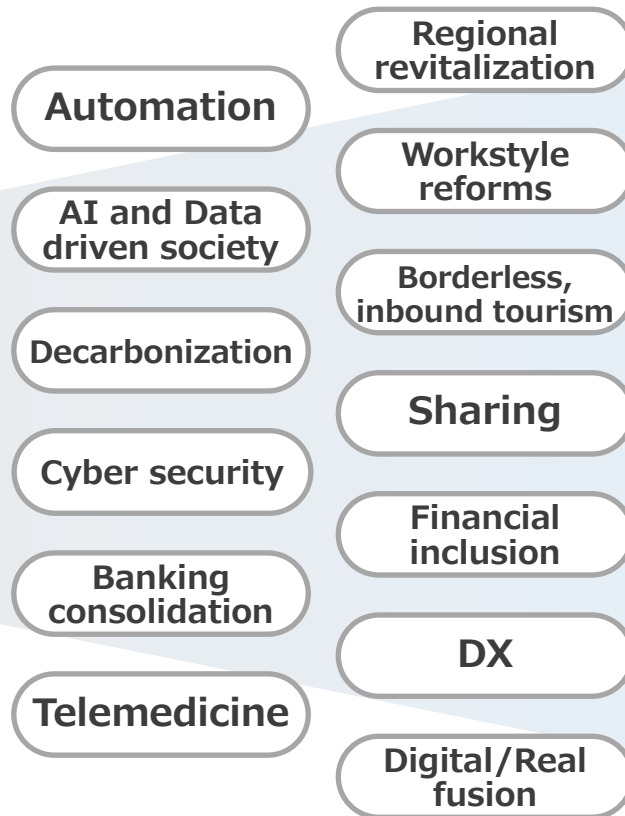 Automation
AI and Data
driven society
Decarbonization
Cyber security
Banking
consolidation
Telemedicine
Regional
revitalization
Workstyle
reforms
Borderless,
inbound tourism
Sharing
Financial
inclusion
DX
Digital/Real
fusion